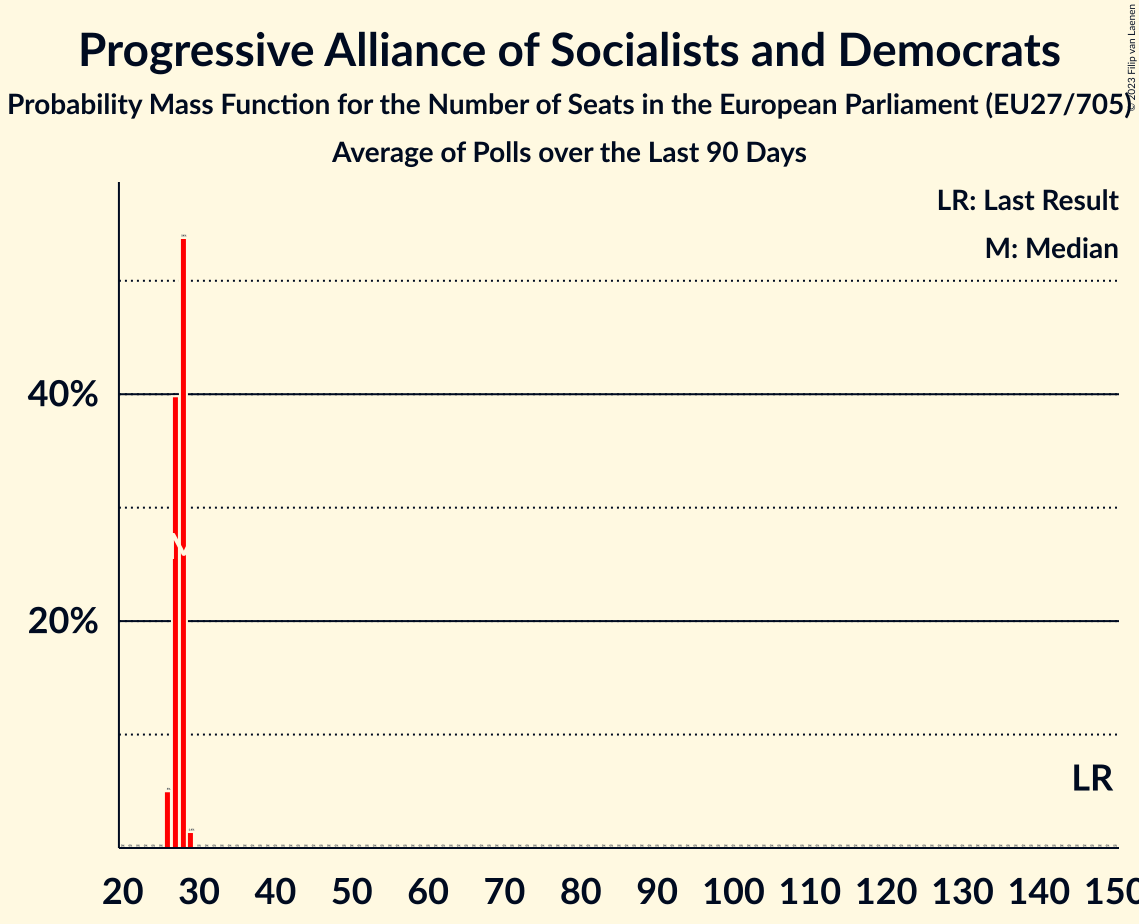 Progressive Alliance of Socialists and Democrats
Probability Mass Function for the Number of Seats in the European Parliament (EU27/705)
Average of Polls over the Last 90 Days
© 2023 Filip van Laenen
LR: Last Result
M: Median
40%
20%
M
LR
20 30 40 50 60 70 80 90 100 110 120 130 140 150